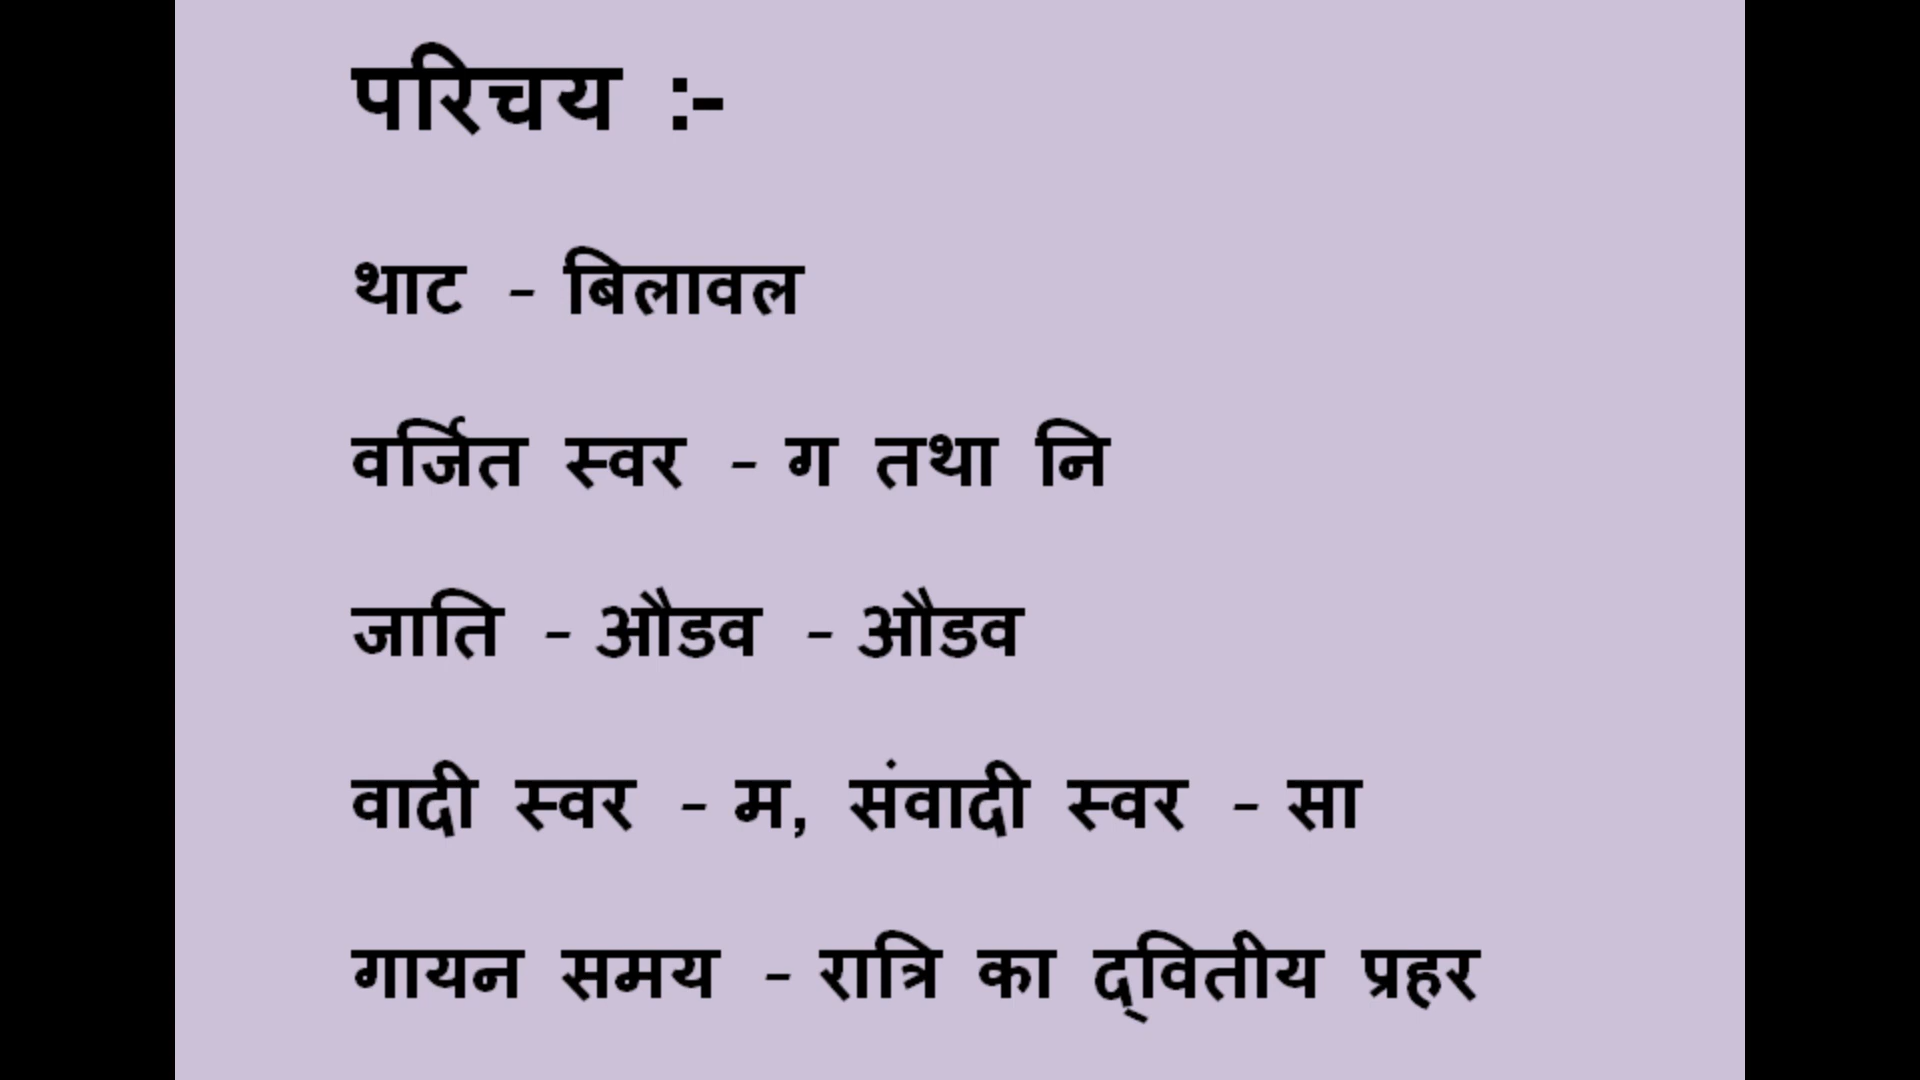 परिचय :-
थाट - बिलावल
वर्जित स्वर - ग तथा नि
जाति - औडव - औडव
वादी स्वर - म, संवादी स्वर - सा
गायन समय - रात्रि का द्‌वितीय प्रहर